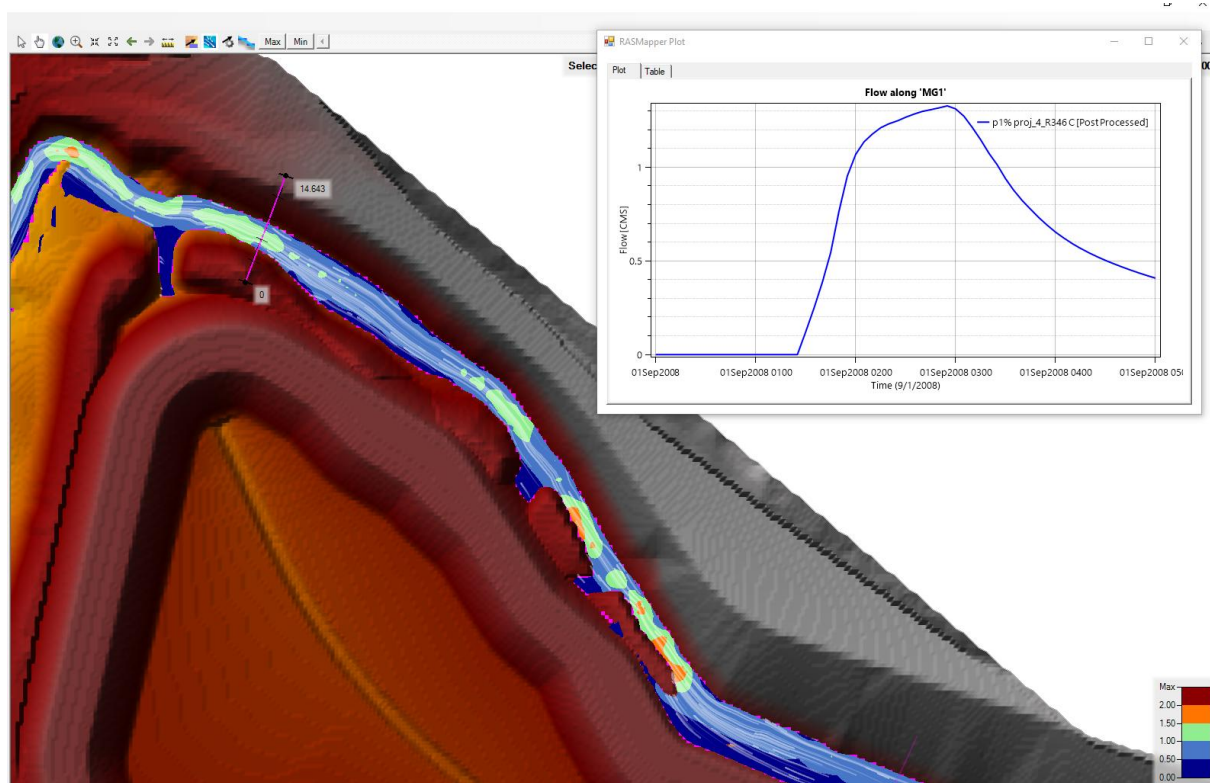 Max Min
Selec
RASMapper Plot
Plot Table
Flow along 'MG1'
p1% proj_4_R346 C [Post Processed]
Flow [CMS]
1
0.5
0
01Sep2008 01Sep2008 0100 01Sep2008 0200 01Sep2008 0300 01Sep2008 0400 01Sep2008 050
Time (9/1/2008)
14.643
0
Max
2.00
1.50
1.00
0.50
0.00